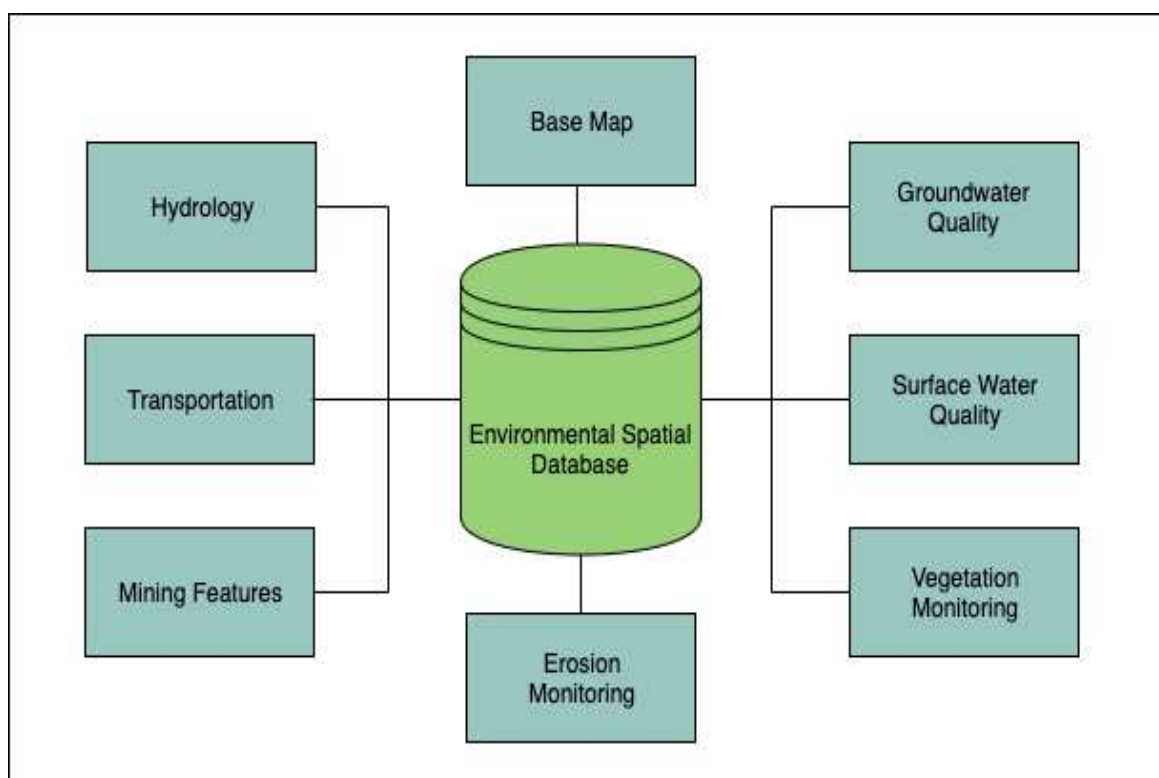 Base Map
Hydrology
Groundwater
Quality
Transportation
Environmental Spatial
Database
Surface Water
Quality
Mining Features
Erosion
Monitoring
Vegetation
Monitoring